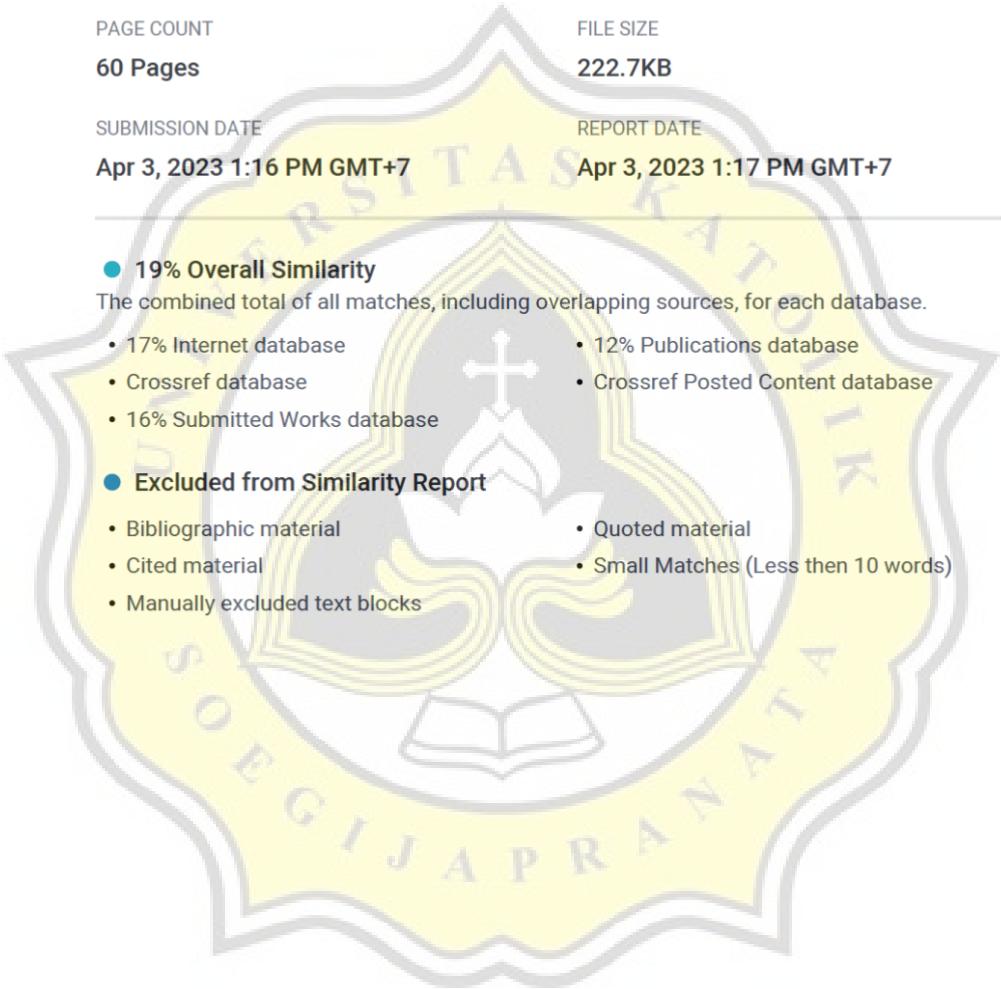 PAGE COUNT
FILE SIZE
60 Pages
222.7KB
SUBMISSION DATE
REPORT DATE
Apr 3, 2023 1:16 PM GMT+7
Apr 3, 2023 1:17 PM GMT+7
19% Overall Similarity
The combined total of all matches, including overlapping sources, for each database.
• 17% Internet database
• 12% Publications database
• Crossref database
• Crossref Posted Content database
• 16% Submitted Works database
Excluded from Similarity Report
• Bibliographic material
• Quoted material
• Cited material
• Small Matches (Less then 10 words)
• Manually excluded text blocks
UNIVERSITAS KATOLIK
SOEGIJAPRANATA